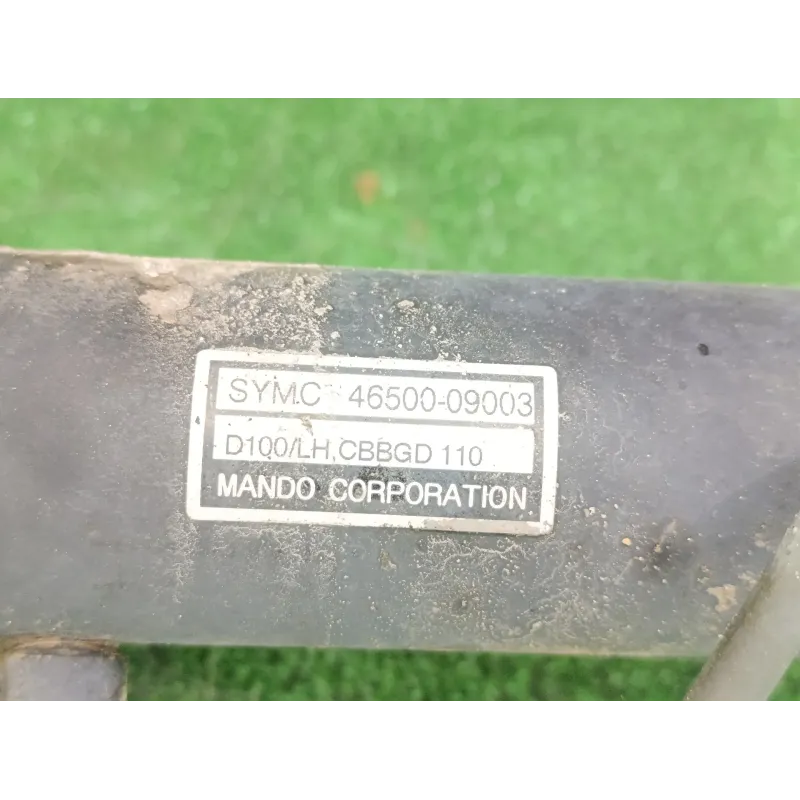 SYMC 46500-09003
D100/LH,CBBGD 110
MANDO CORPORATION